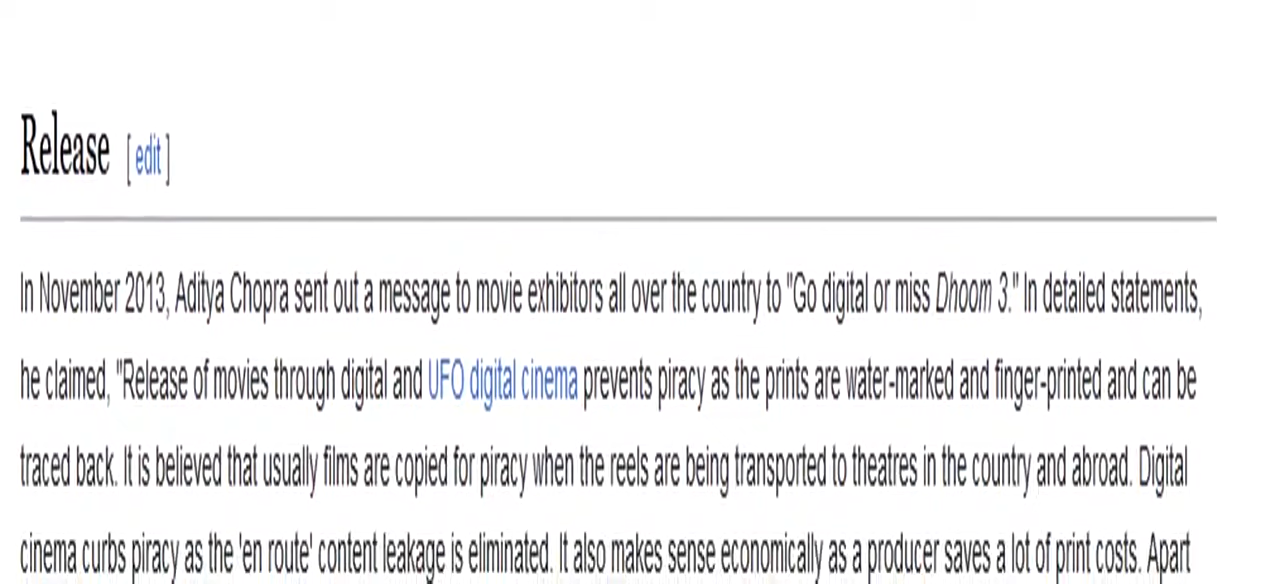 Release [ edit ]
In November 2013, Aditya Chopra sent out a message to movie exhibitors all over the country to "Go digital or miss Dhoom 3." In detailed statements,
he claimed, "Release of movies through digital and UFO digital cinema prevents piracy as the prints are water-marked and finger-printed and can be
traced back. It is believed that usually films are copied for piracy when the reels are being transported to theatres in the country and abroad. Digital
cinema curbs piracy as the 'en route' content leakage is eliminated. It also makes sense economically as a producer saves a lot of print costs. Apart